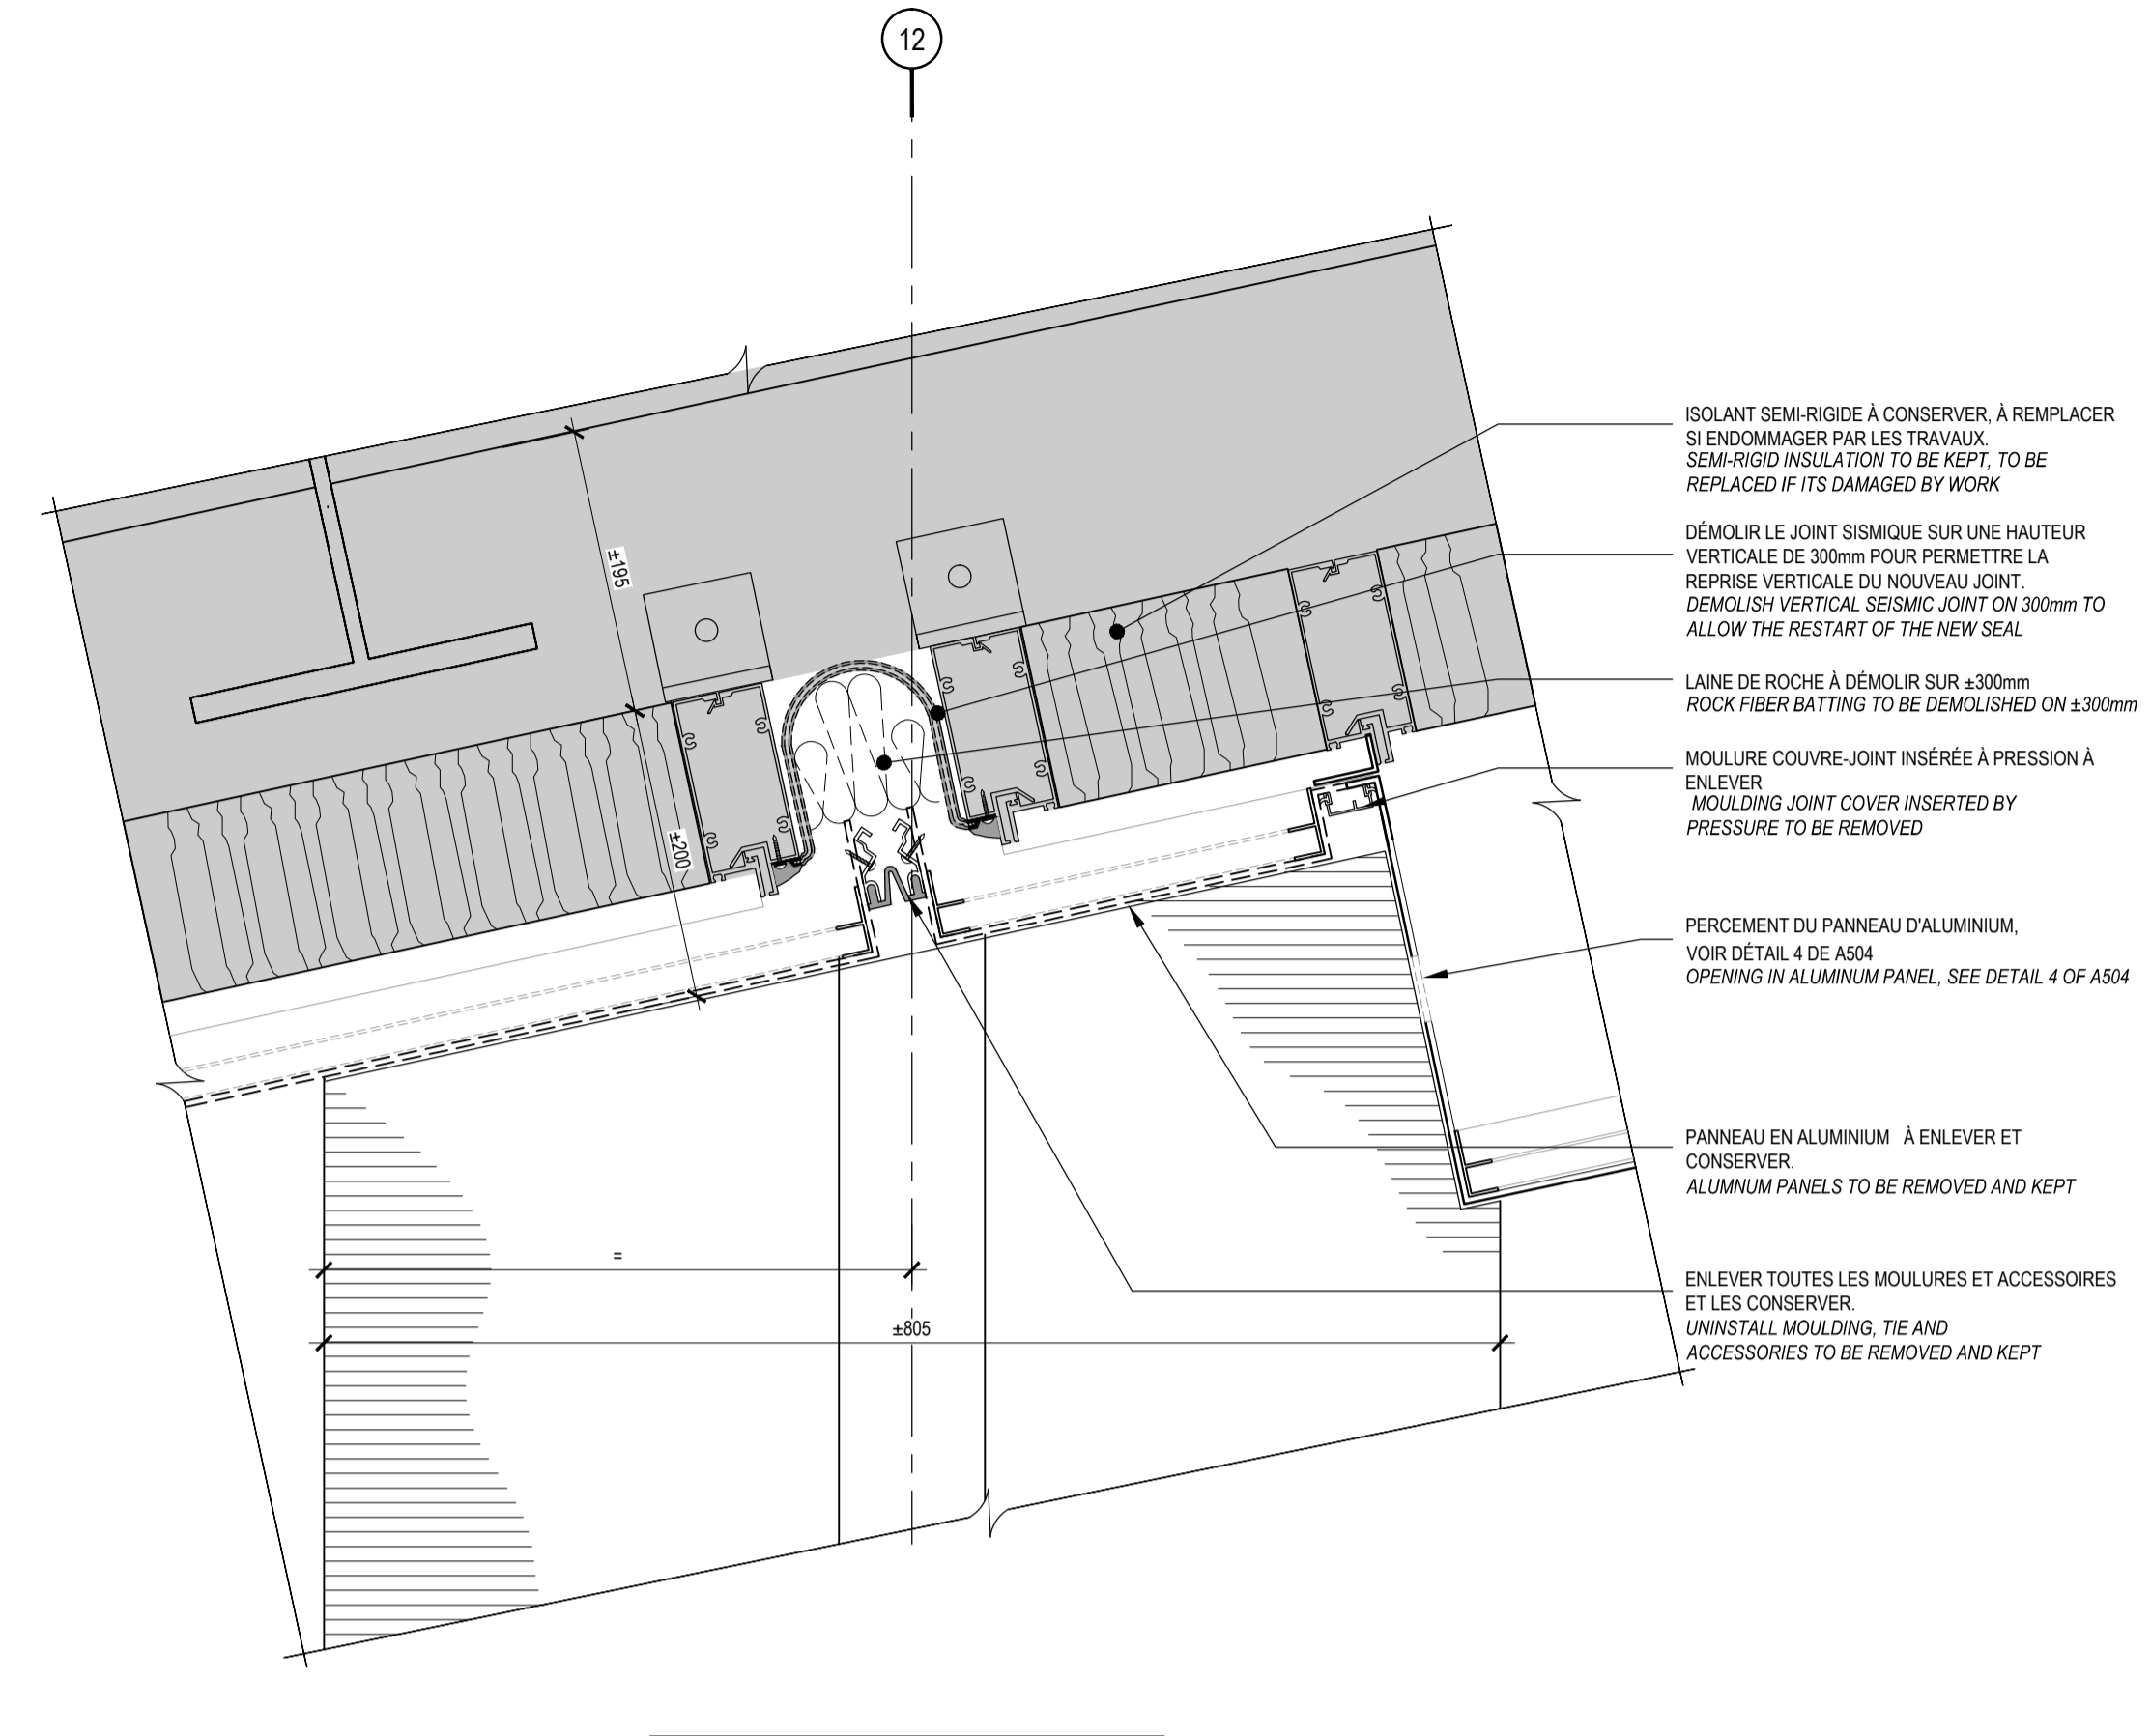 12
ISOLANT SEMI-RIGIDE À CONSERVER, À REMPLACER
SI ENDOMMAGER PAR LES TRAVAUX.
SEMI-RIGID INSULATION TO BE KEPT, TO BE
REPLACED IF ITS DAMAGED BY WORK
DÉMOLIR LE JOINT SISMIQUE SUR UNE HAUTEUR
VERTICALE DE 300mm POUR PERMETTRE LA
REPRISE VERTICALE DU NOUVEAU JOINT.
DEMOLISH VERTICAL SEISMIC JOINT ON 300mm TO
ALLOW THE RESTART OF THE NEW SEAL
±195
LAINE DE ROCHE À DÉMOLIR SUR ±300mm
ROCK FIBER BATTING TO BE DEMOLISHED ON ±300mm
MOULURE COUVRE-JOINT INSÉRÉE À PRESSION À
ENLEVER
MOULDING JOINT COVER INSERTED BY
PRESSURE TO BE REMOVED
±200
PERCEMENT DU PANNEAU D'ALUMINIUM,
VOIR DÉTAIL 4 DE A504
OPENING IN ALUMINUM PANEL, SEE DETAIL 4 OF A504
PANNEAU EN ALUMINIUM À ENLEVER ET
CONSERVER.
ALUMNUM PANELS TO BE REMOVED AND KEPT
=
ENLEVER TOUTES LES MOULURES ET ACCESSOIRES
ET LES CONSERVER.
UNINSTALL MOULDING, TIE AND
ACCESSORIES TO BE REMOVED AND KEPT
±805